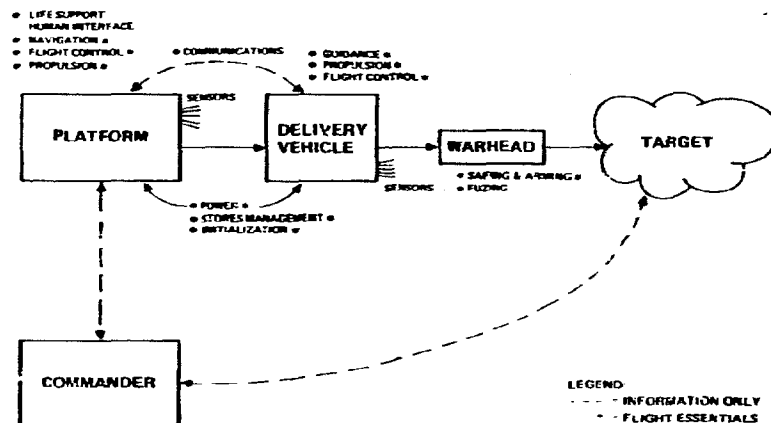 • LIFE SUPPORT
HUMAN INTERFACE
• NAVIGATION •
• FLIGHT CONTROL •
• PROPULSION •
• COMMUNICATIONS
• GUIDANCE •
• PROPULSION •
• FLIGHT CONTROL •
SENSORS
PLATFORM
DELIVERY
VEHICLE
WARHEAD
TARGET
SENSORS
• SAFING & ARMING •
• FUZING
• POWER •
• STORES MANAGEMENT •
• INITIALIZATION •
COMMANDER
LEGEND
- - - - INFORMATION ONLY
• - FLIGHT ESSENTIALS